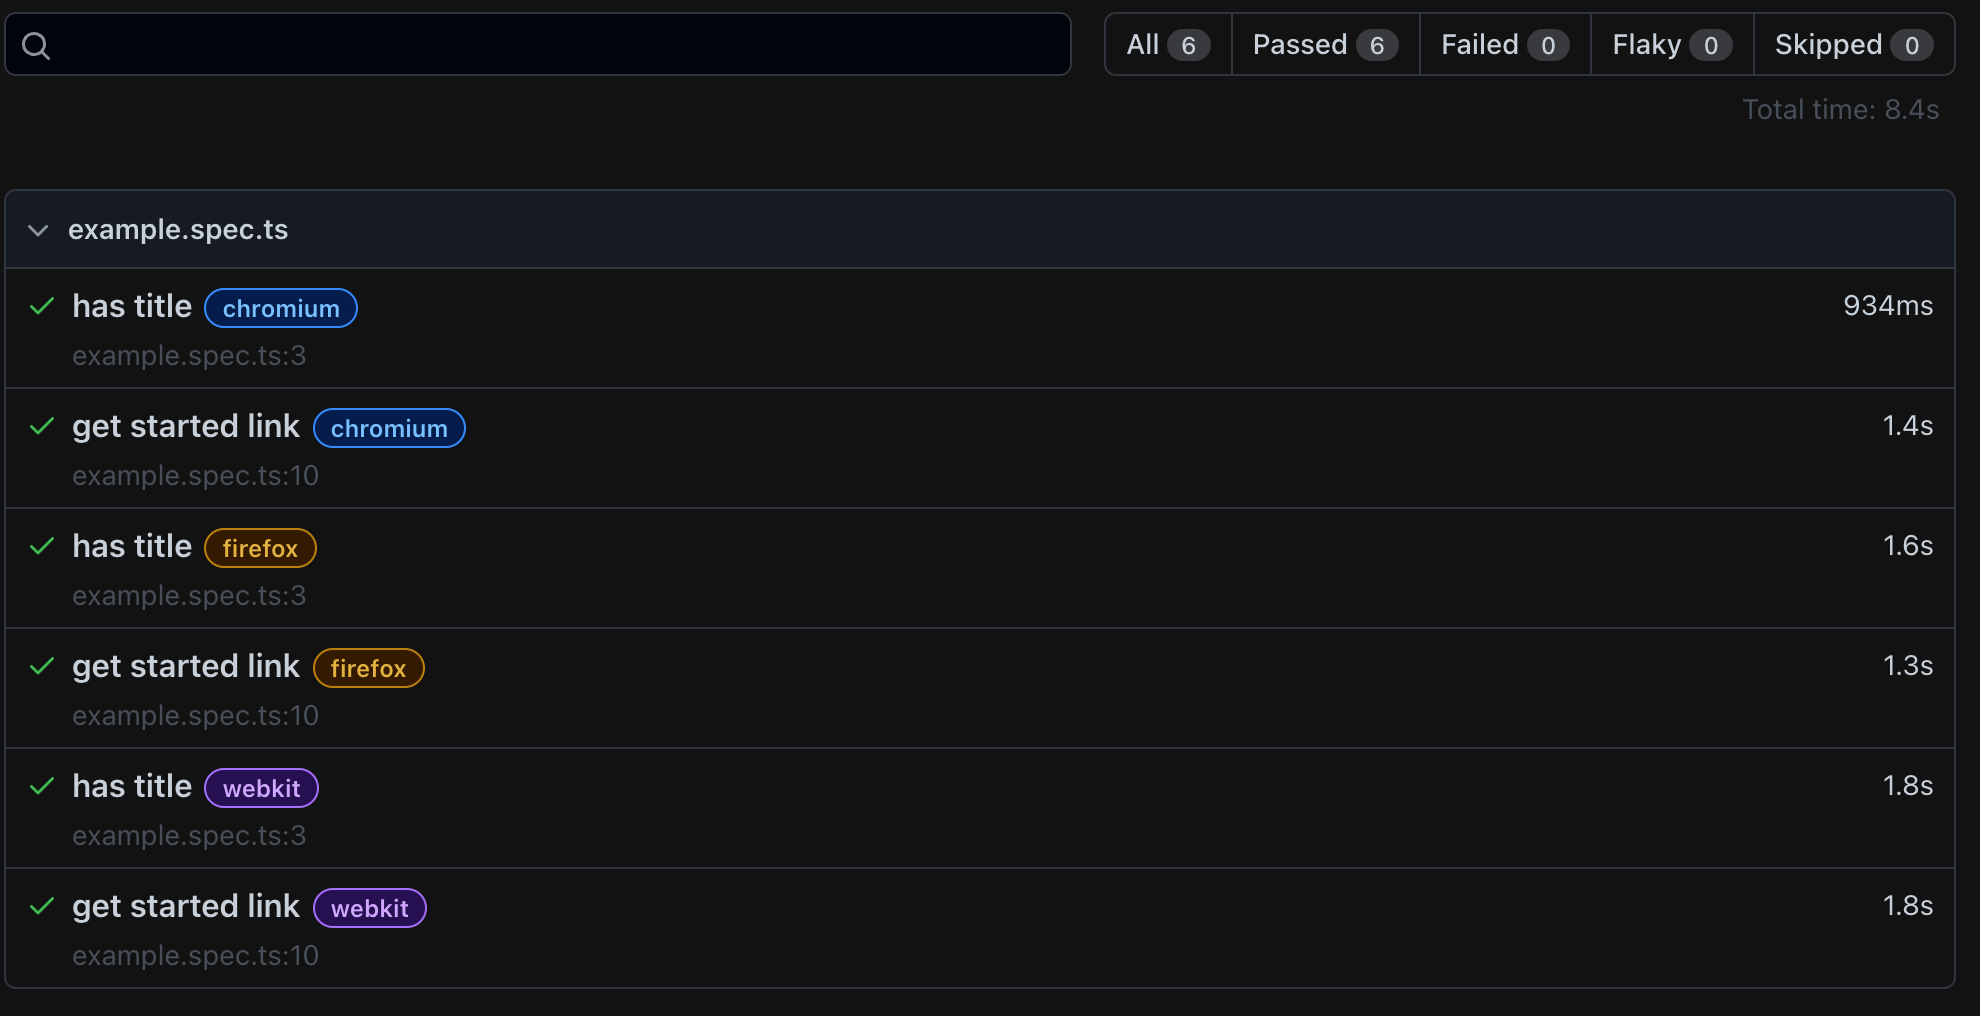 All 6 Passed 6 Failed 0 Flaky 0 Skipped 0
Total time: 8.4s
example.spec.ts
has title chromium 934ms
example.spec.ts:3
get started link chromium 1.4s
example.spec.ts:10
has title firefox 1.6s
example.spec.ts:3
get started link firefox 1.3s
example.spec.ts:10
has title webkit 1.8s
example.spec.ts:3
get started link webkit 1.8s
example.spec.ts:10